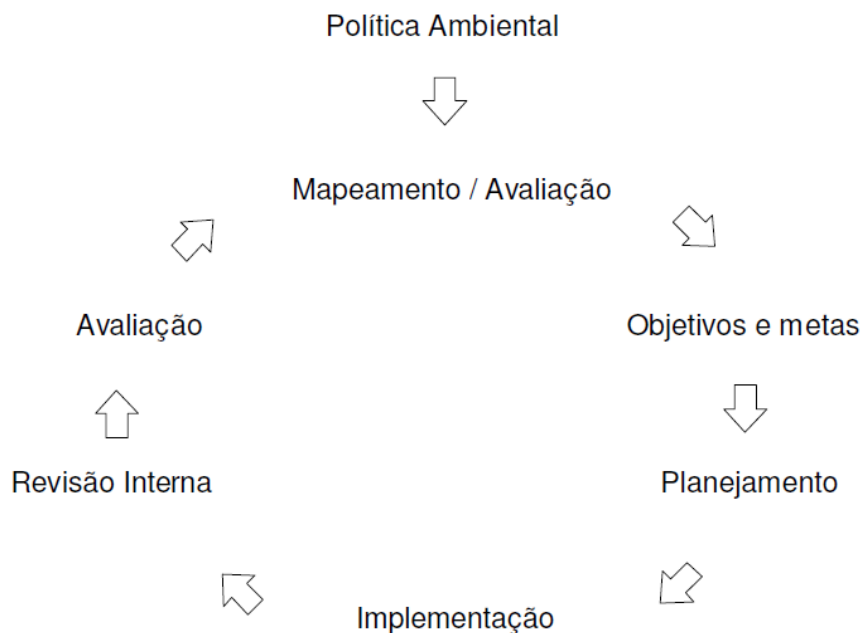 Política Ambiental
Mapeamento / Avaliação
Avaliação
Objetivos e metas
Revisão Interna
Planejamento
Implementação